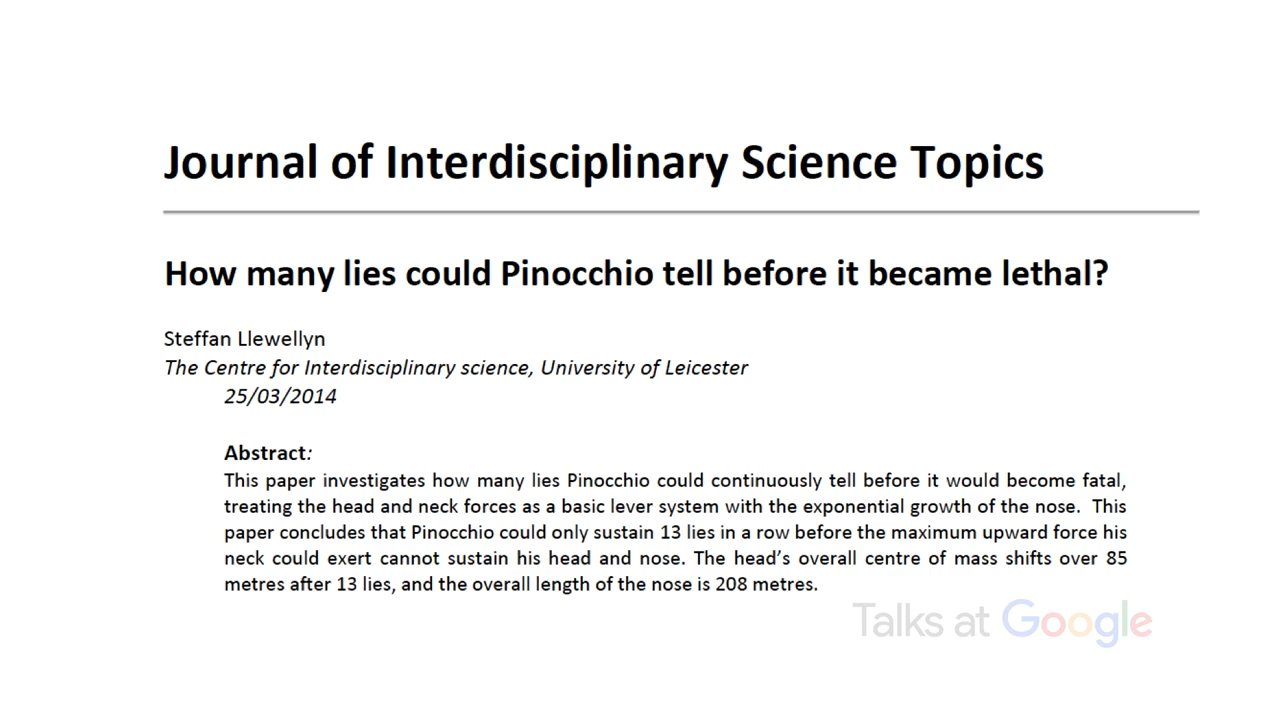 Journal of Interdisciplinary Science Topics
How many lies could Pinocchio tell before it became lethal?
Steffan Llewellyn
The Centre for Interdisciplinary science, University of Leicester
25/03/2014
Abstract:
This paper investigates how many lies Pinocchio could continuously tell before it would become fatal,
treating the head and neck forces as a basic lever system with the exponential growth of the nose. This
paper concludes that Pinocchio could only sustain 13 lies in a row before the maximum upward force his
neck could exert cannot sustain his head and nose. The head's overall centre of mass shifts over 85
metres after 13 lies, and the overall length of the nose is 208 metres.
Talks at Google